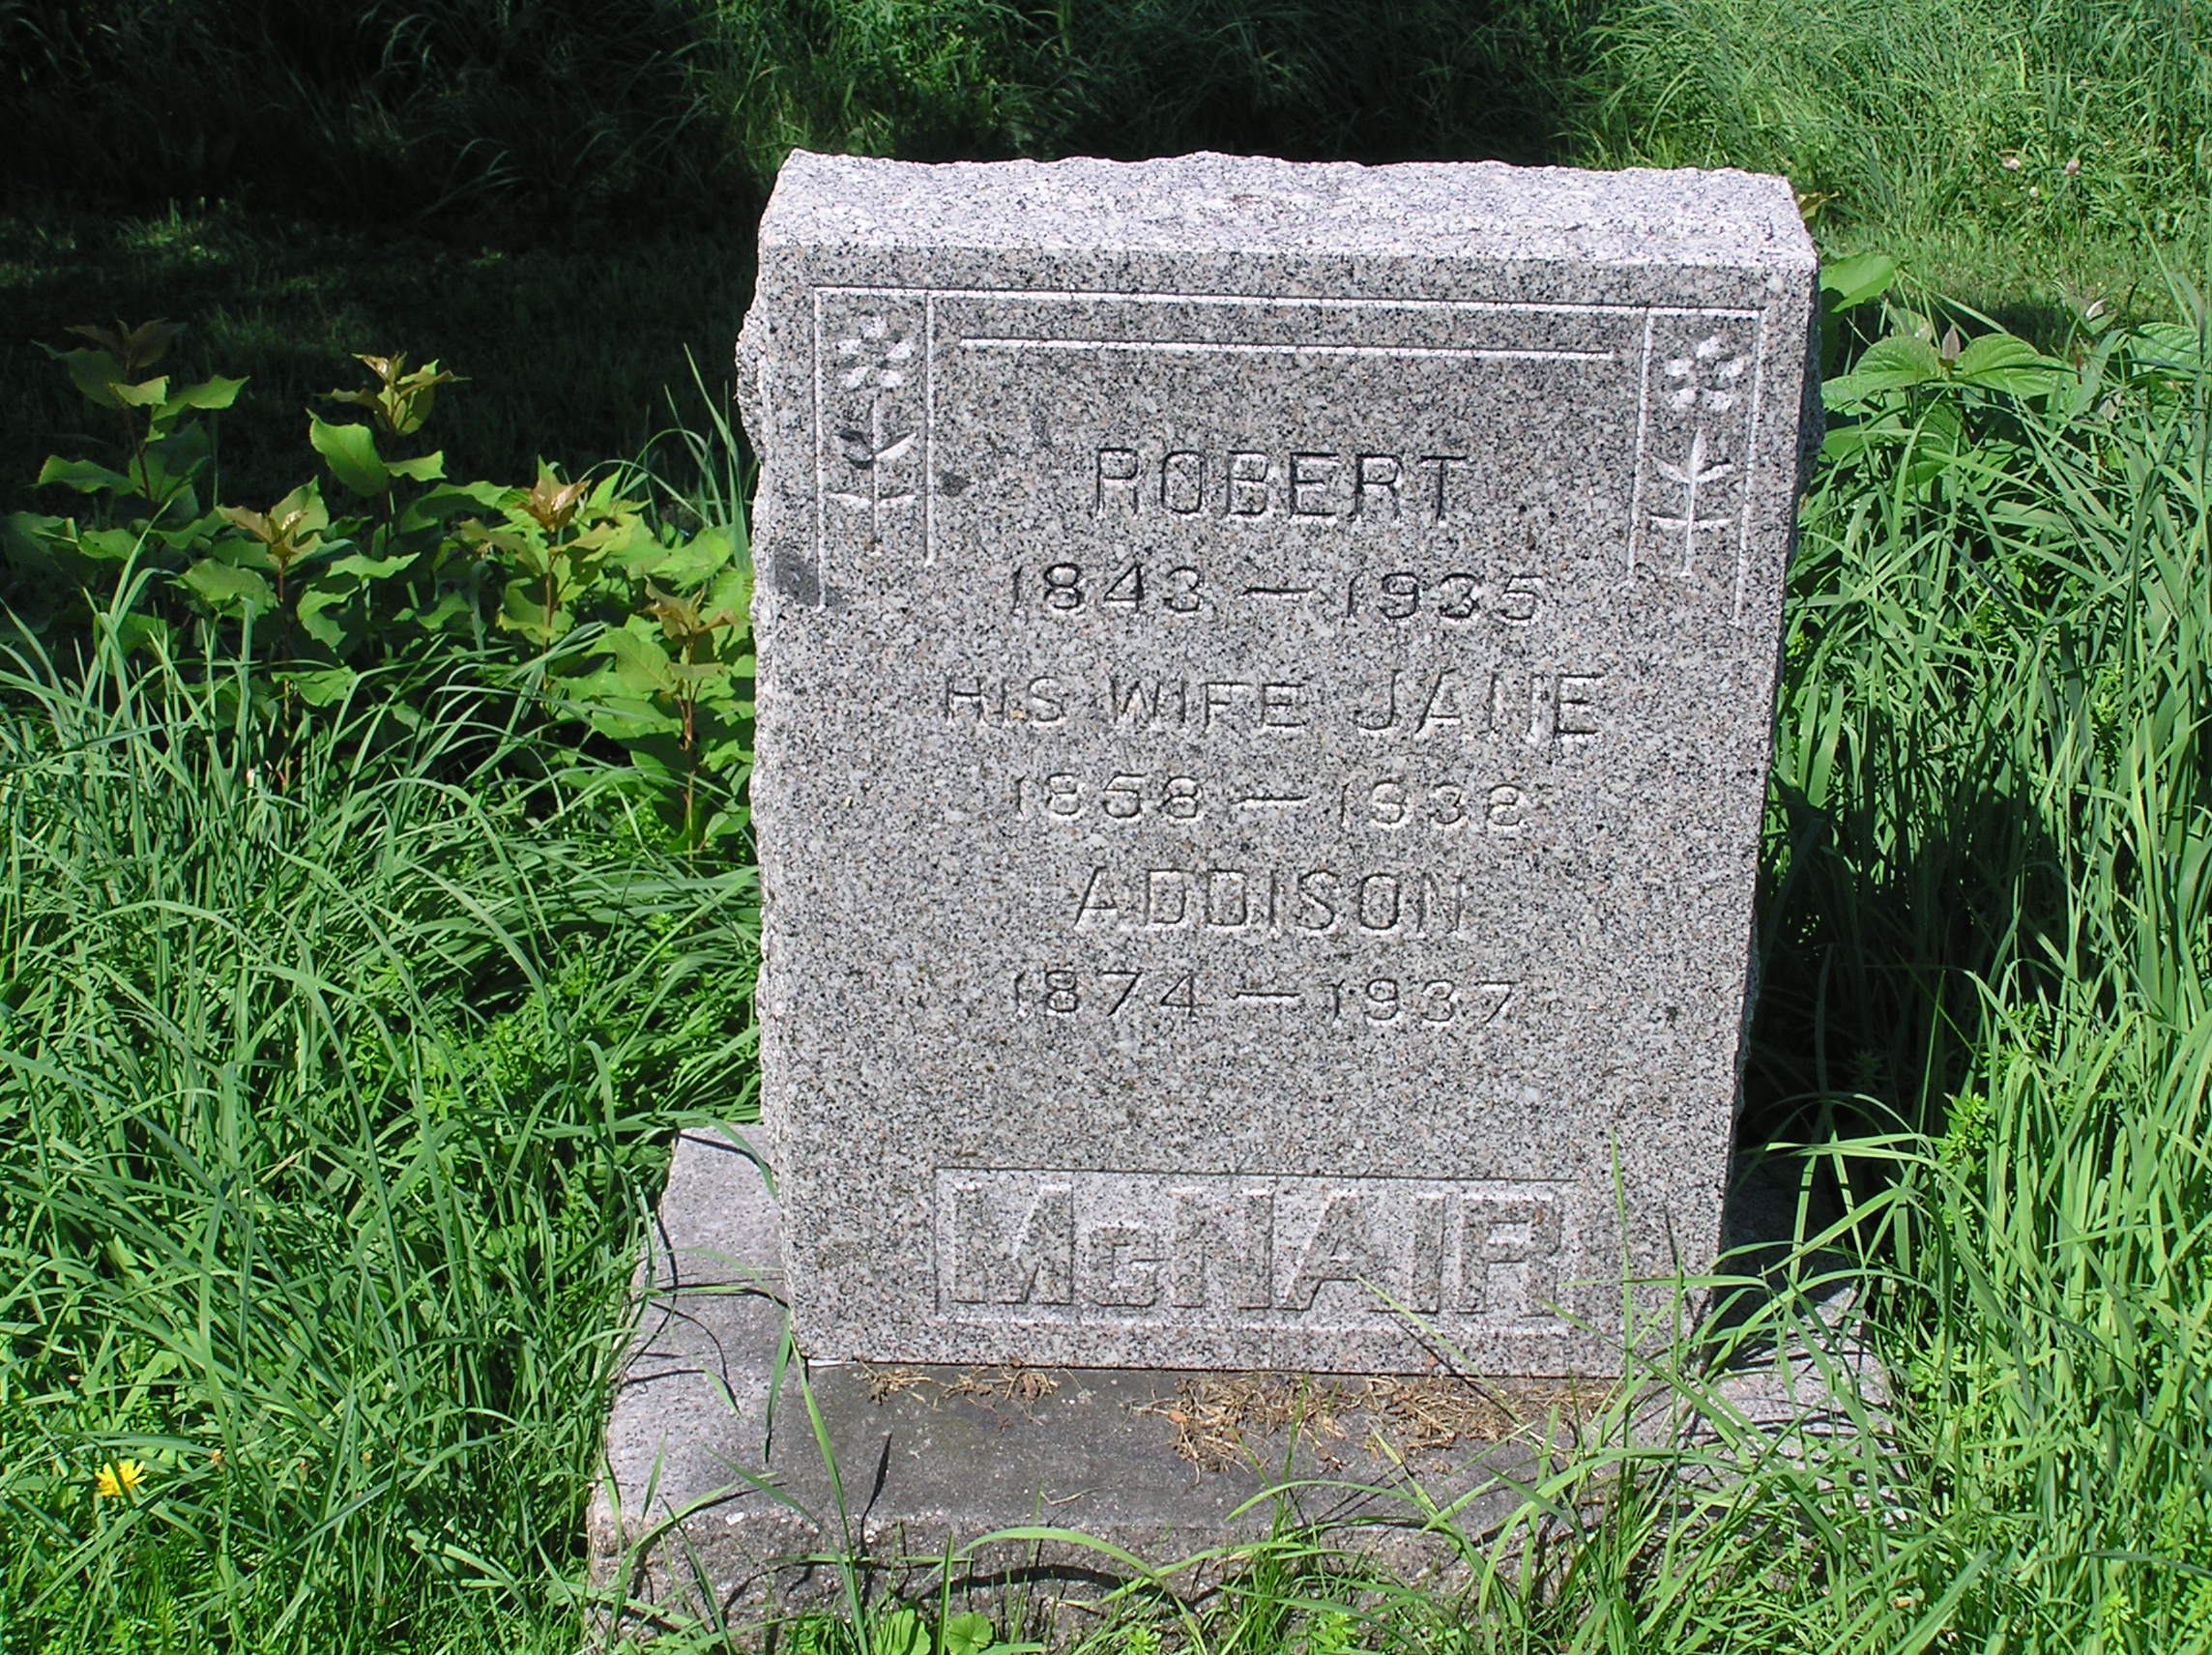 ROBERT
1843 — 1935
HIS WIFE JANE
1858 — 1938
ADDISON
1874 — 1937
McNAIR